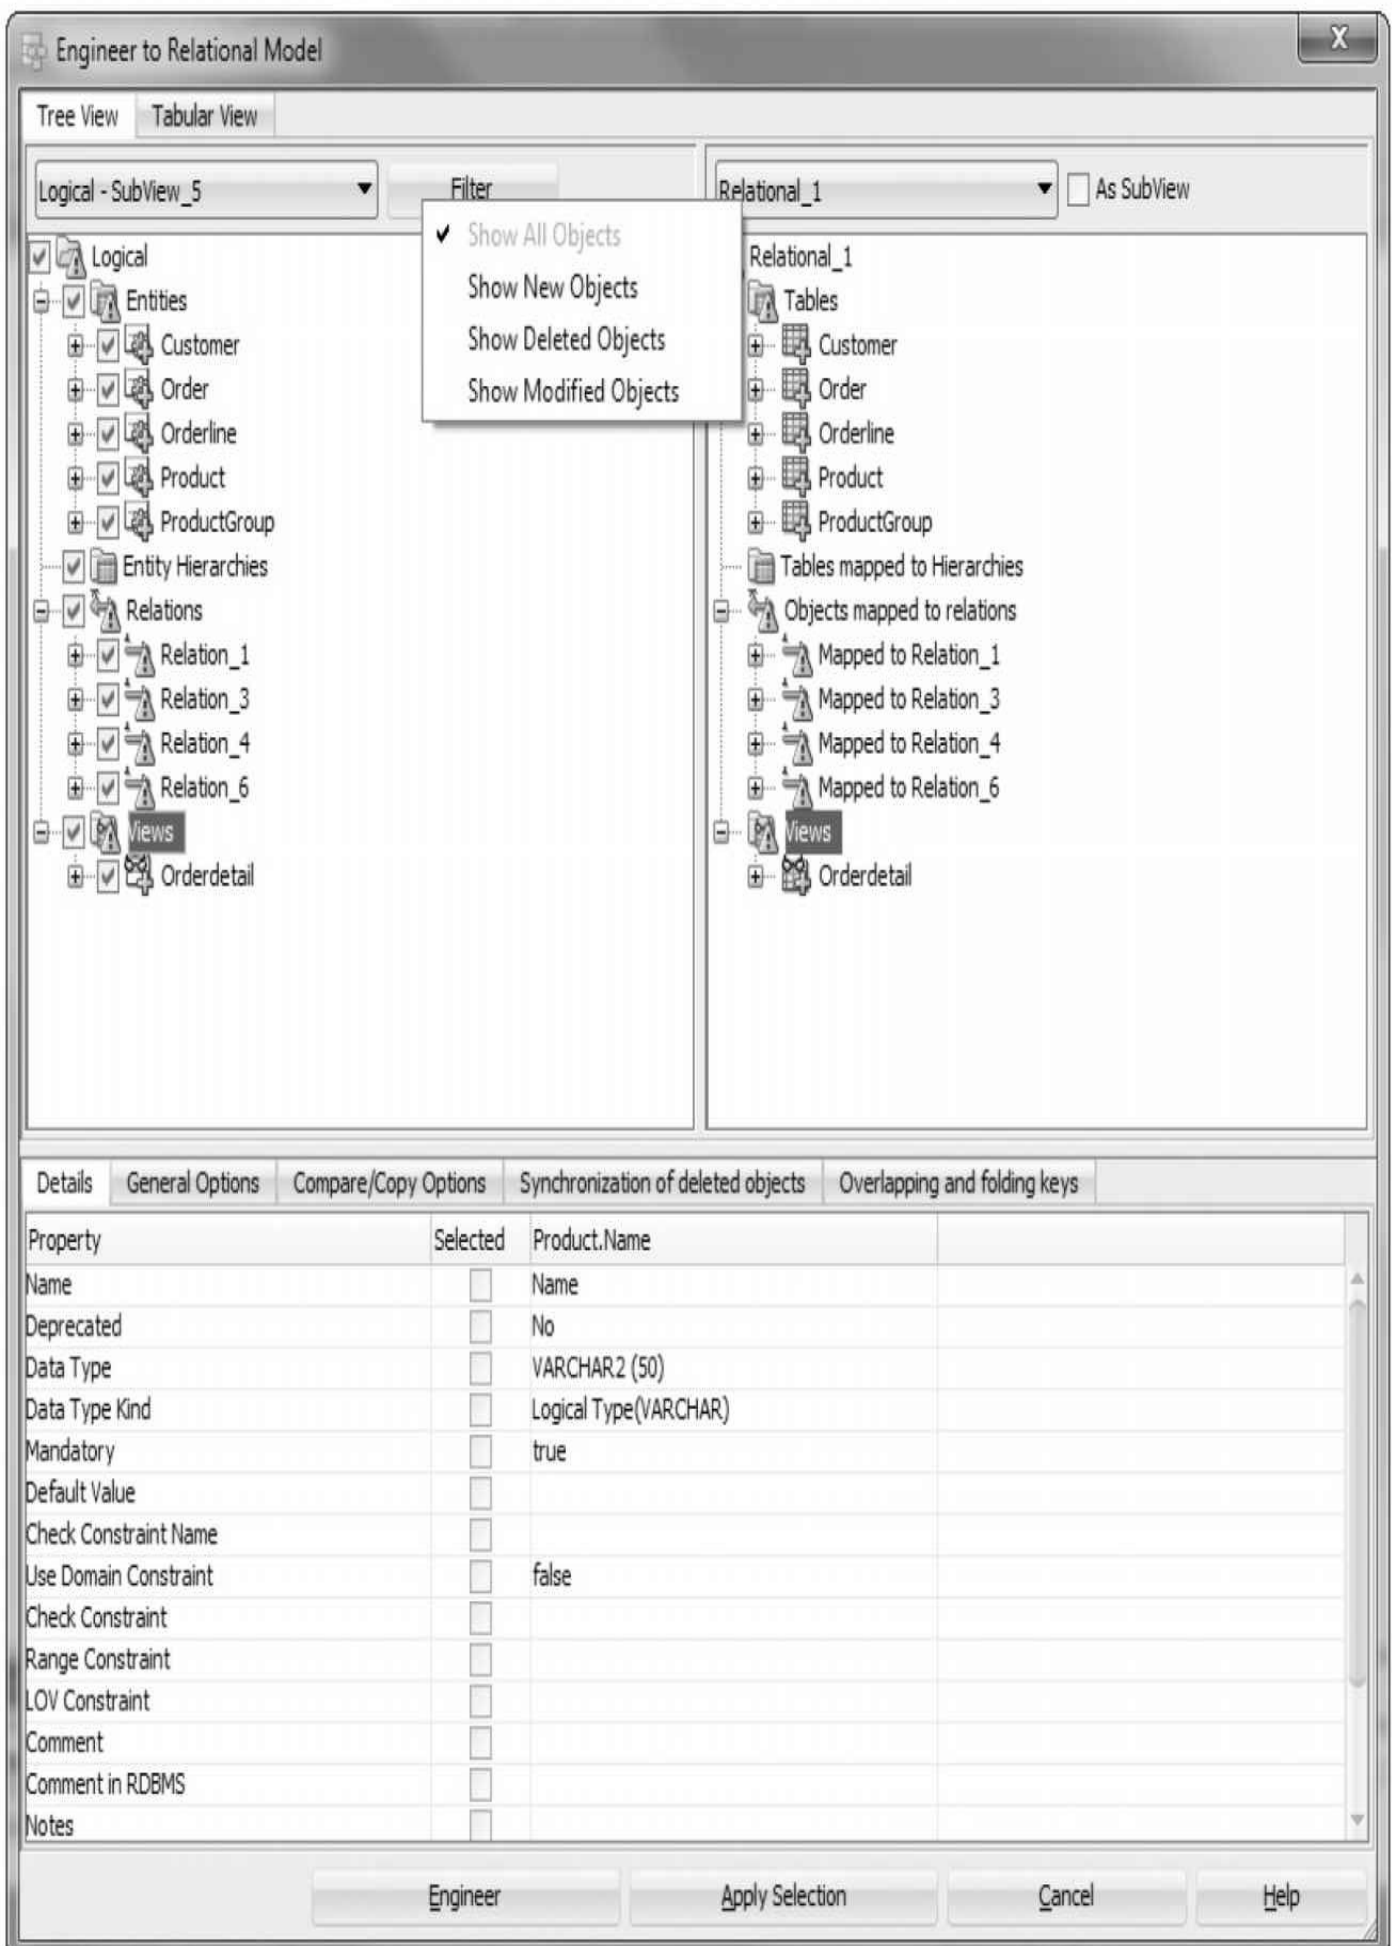 Engineer to Relational Model
X
Tree View Tabular View
Logical - SubView_5 Filter
Relational_1 As SubView
Show All Objects
Show New Objects
Show Deleted Objects
Show Modified Objects
Logical
Entities
Customer
Order
Orderline
Product
ProductGroup
Entity Hierarchies
Relations
Relation_1
Relation_3
Relation_4
Relation_6
Views
Orderdetail
Relational_1
Tables
Customer
Order
Orderline
Product
ProductGroup
Tables mapped to Hierarchies
Objects mapped to relations
Mapped to Relation_1
Mapped to Relation_3
Mapped to Relation_4
Mapped to Relation_6
Views
Orderdetail
Details General Options Compare/Copy Options Synchronization of deleted objects Overlapping and folding keys
Property Selected Product.Name
Name Name
Deprecated No
Data Type VARCHAR2 (50)
Data Type Kind Logical Type(VARCHAR)
Mandatory true
Default Value
Check Constraint Name
Use Domain Constraint false
Check Constraint
Range Constraint
LOV Constraint
Comment
Comment in RDBMS
Notes
Engineer Apply Selection Cancel Help